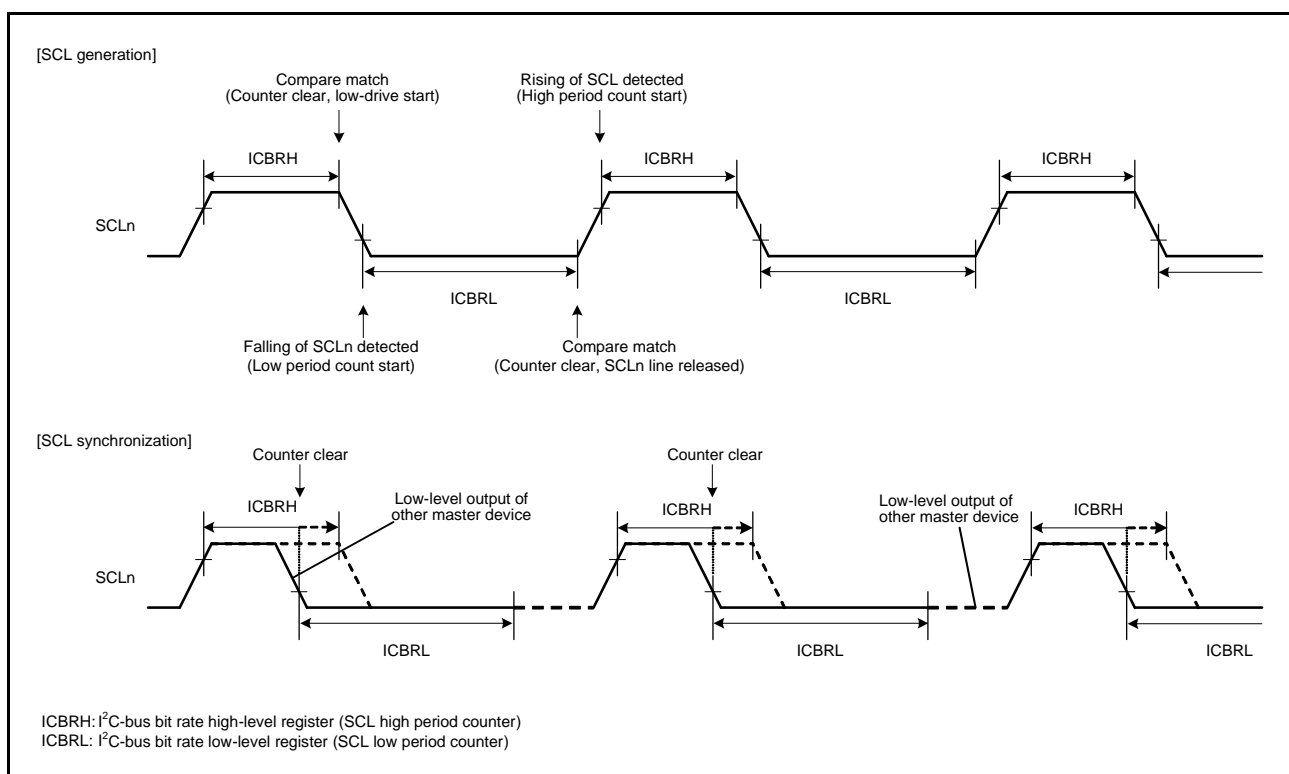 [SCL generation]
Compare match
(Counter clear, low-drive start)
Rising of SCL detected
(High period count start)
ICBRH
ICBRH
ICBRH
SCLn
ICBRL
ICBRL
Falling of SCLn detected
(Low period count start)
Compare match
(Counter clear, SCLn line released)
[SCL synchronization]
Counter clear
Counter clear
ICBRH
Low-level output of
other master device
ICBRH
Low-level output of
other master device
ICBRH
SCLn
ICBRL
ICBRL
ICBRL
ICBRH: I²C-bus bit rate high-level register (SCL high period counter)
ICBRL: I²C-bus bit rate low-level register (SCL low period counter)